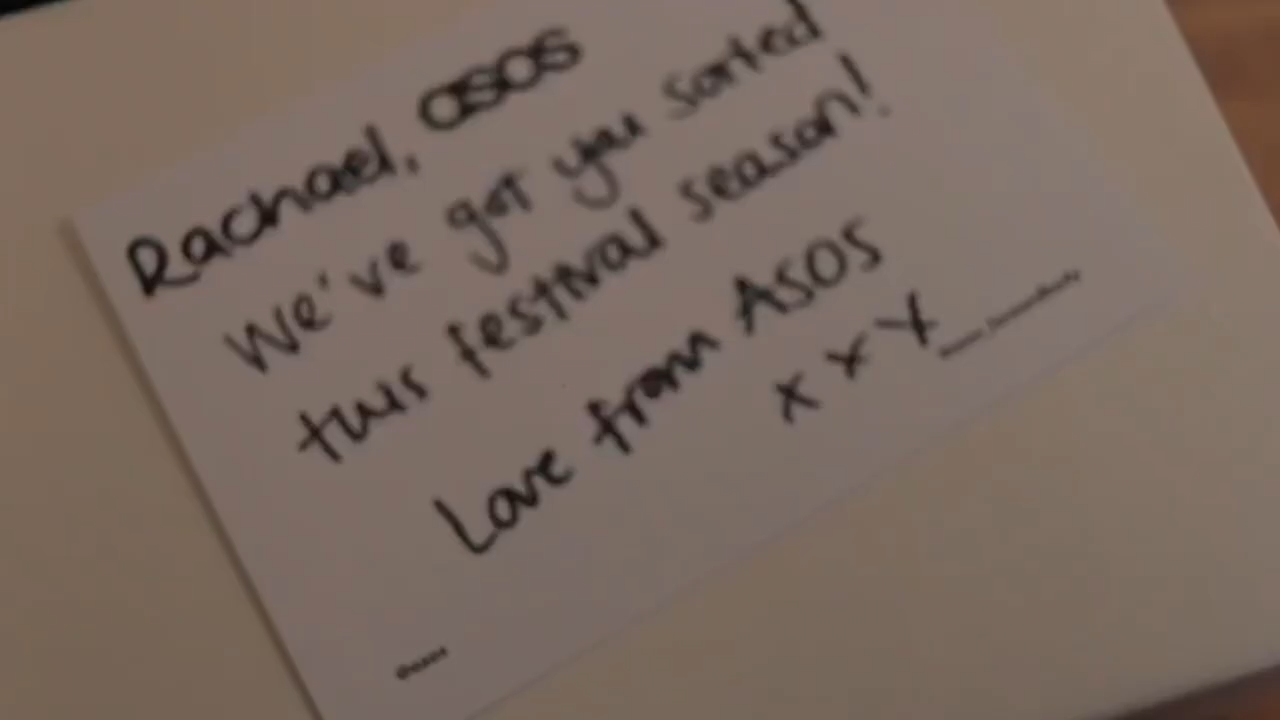 asos
Rachael,
We've got you sorted
this festival season!
Love from ASOS
x x x